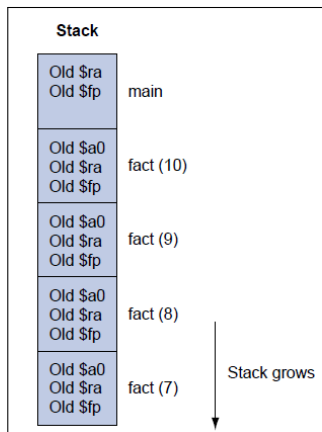 Stack
Old $ra
Old $fp
main
Old $a0
Old $ra
Old $fp
fact (10)
Old $a0
Old $ra
Old $fp
fact (9)
Old $a0
Old $ra
Old $fp
fact (8)
Old $a0
Old $ra
Old $fp
fact (7)
Stack grows